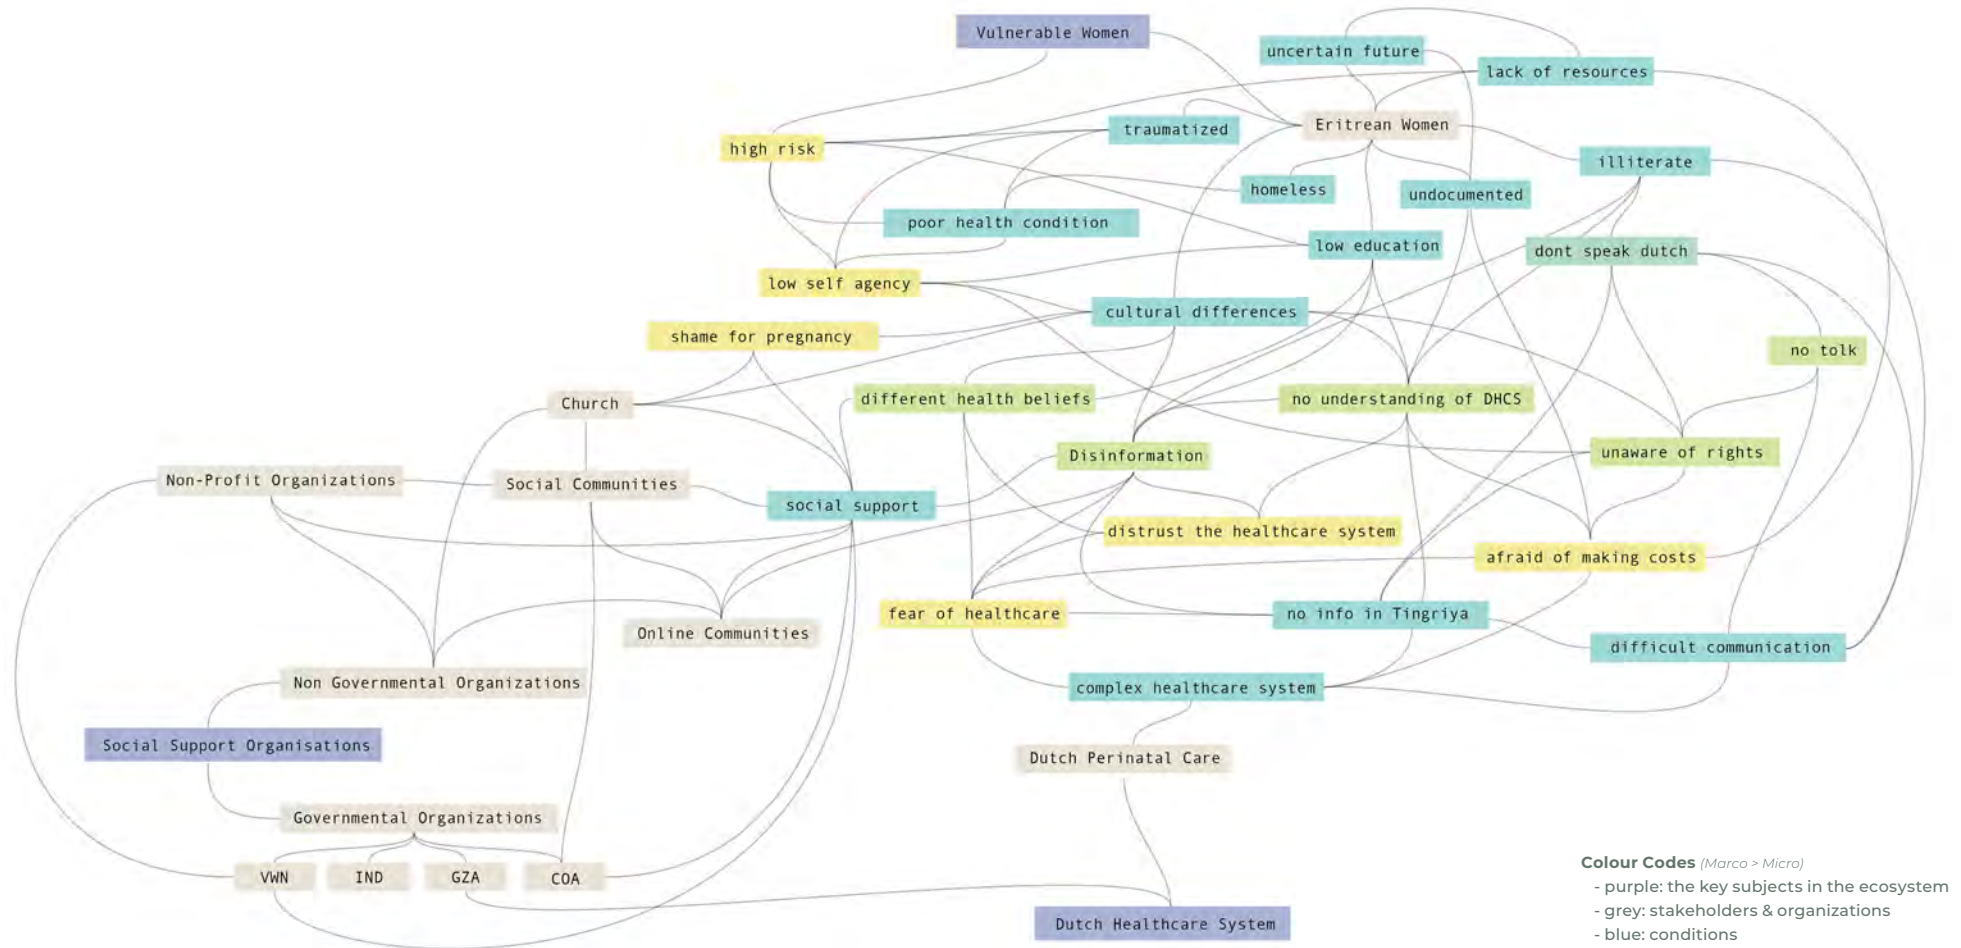 Vulnerable Women
uncertain future
lack of resources
traumatized
Eritrean Women
high risk
illiterate
homeless
undocumented
poor health condition
low education
dont speak dutch
low self agency
cultural differences
shame for pregnancy
no tolk
Church
different health beliefs
no understanding of DHCS
Disinformation
unaware of rights
Non-Profit Organizations
Social Communities
social support
distrust the healthcare system
afraid of making costs
fear of healthcare
no info in Tingriya
Online Communities
difficult communication
Non Governmental Organizations
complex healthcare system
Social Support Organisations
Dutch Perinatal Care
Governmental Organizations
VWN
IND
GZA
COA
Dutch Healthcare System
Colour Codes (Marco > Micro)
- purple: the key subjects in the ecosystem
- grey: stakeholders & organizations
- blue: conditions